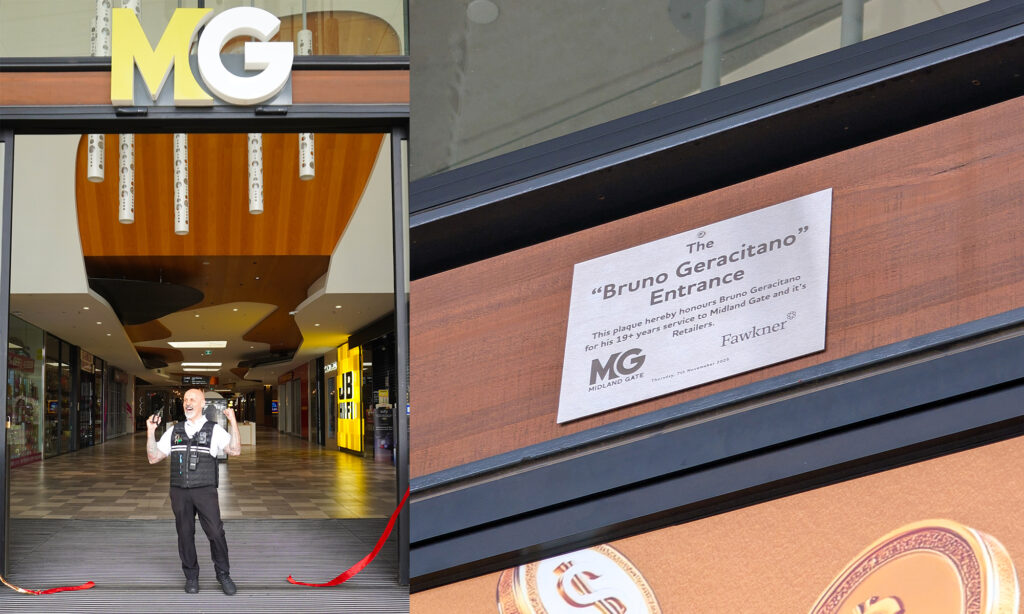 MG
JB
HI-FI
The
“Bruno Geracitano”
Entrance
This plaque hereby honours Bruno Geracitano
for his 19+ years service to Midland Gate and it's
Retailers.
MG
MIDLAND GATE
Fawkner